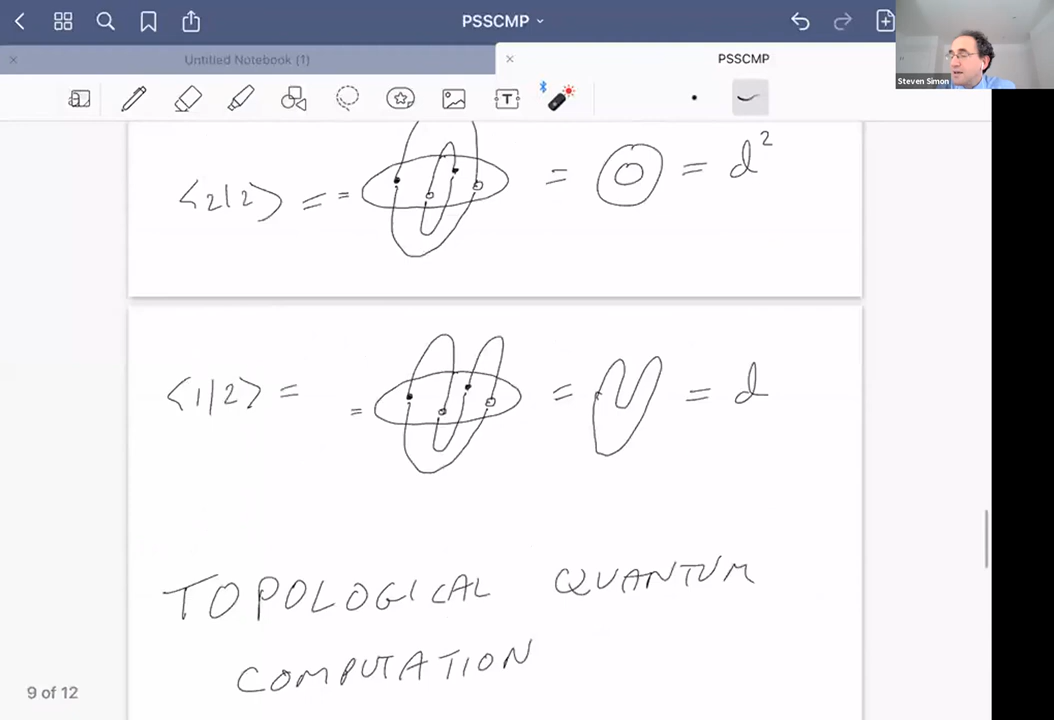 PSSCMP
Untitled Notebook (1)
PSSCMP
Steven Simon
T
⟨2|2⟩ = = = = d²
⟨1|2⟩ = = = = d
TOPOLOGICAL QUANTUM
COMPUTATION
9 of 12